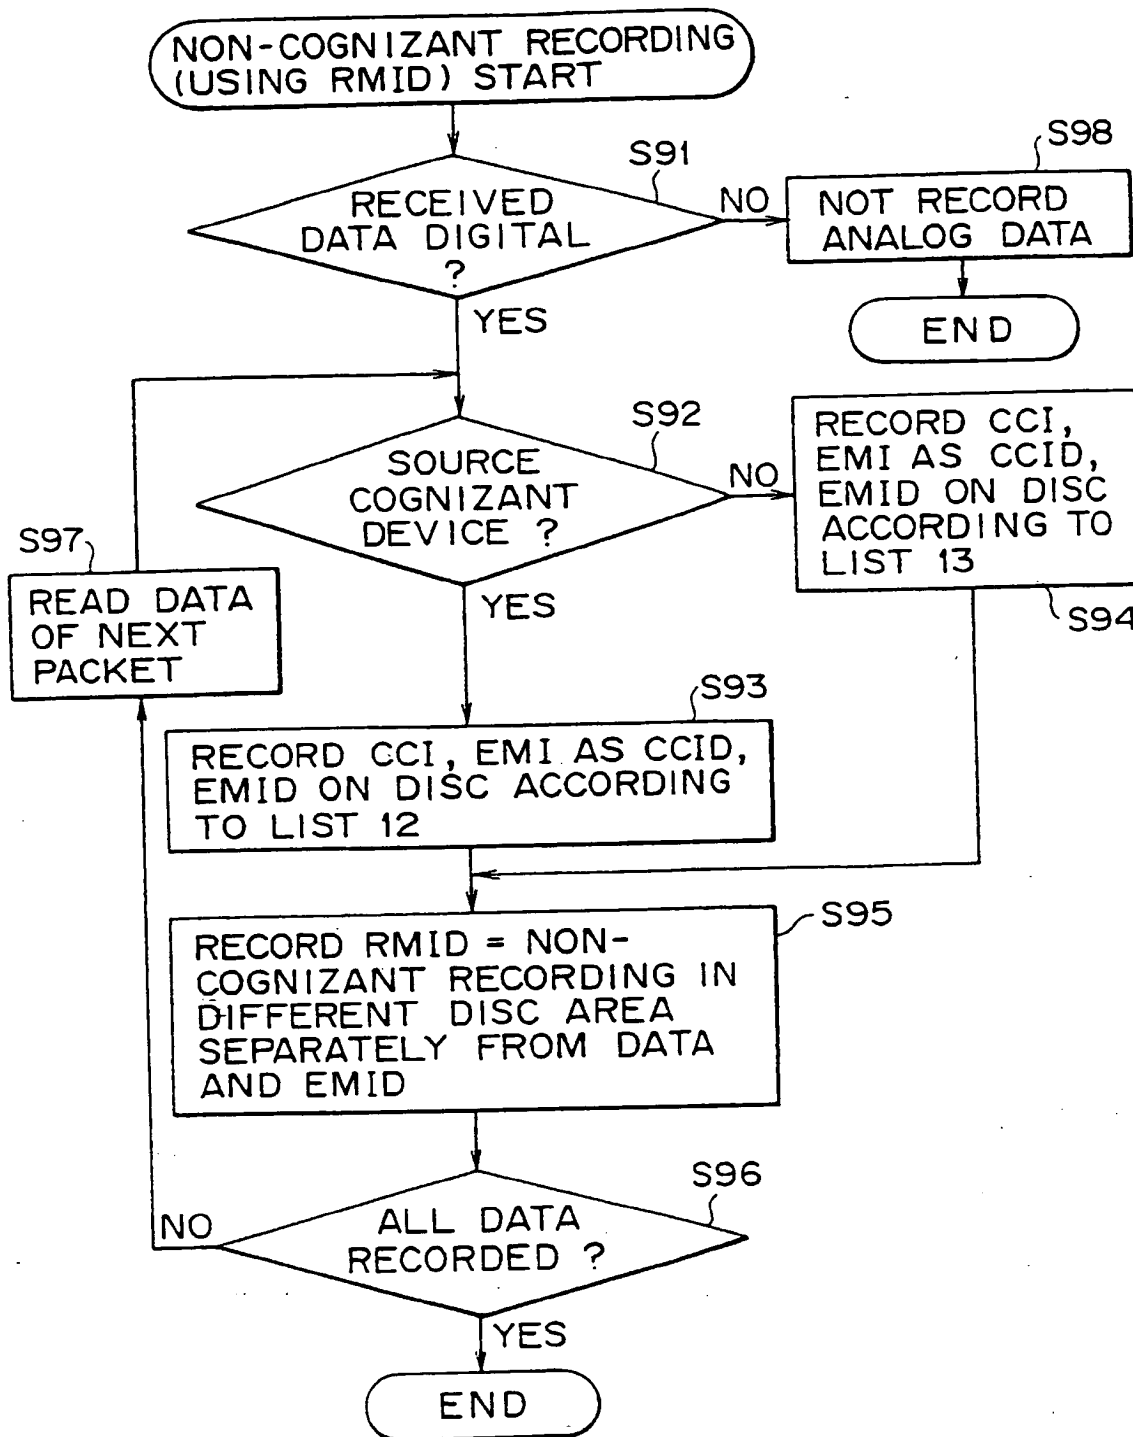 NON-COGNIZANT RECORDING
(USING RMID) START
S91
RECEIVED
DATA DIGITAL
?
NO
YES
S98
NOT RECORD
ANALOG DATA
END
S92
SOURCE
COGNIZANT
DEVICE ?
NO
YES
RECORD CCI,
EMI AS CCID,
EMID ON DISC
ACCORDING TO
LIST 13
S94
S97
READ DATA
OF NEXT
PACKET
S93
RECORD CCI, EMI AS CCID,
EMID ON DISC ACCORDING
TO LIST 12
S95
RECORD RMID = NON-
COGNIZANT RECORDING IN
DIFFERENT DISC AREA
SEPARATELY FROM DATA
AND EMID
S96
ALL DATA
RECORDED ?
NO
YES
END